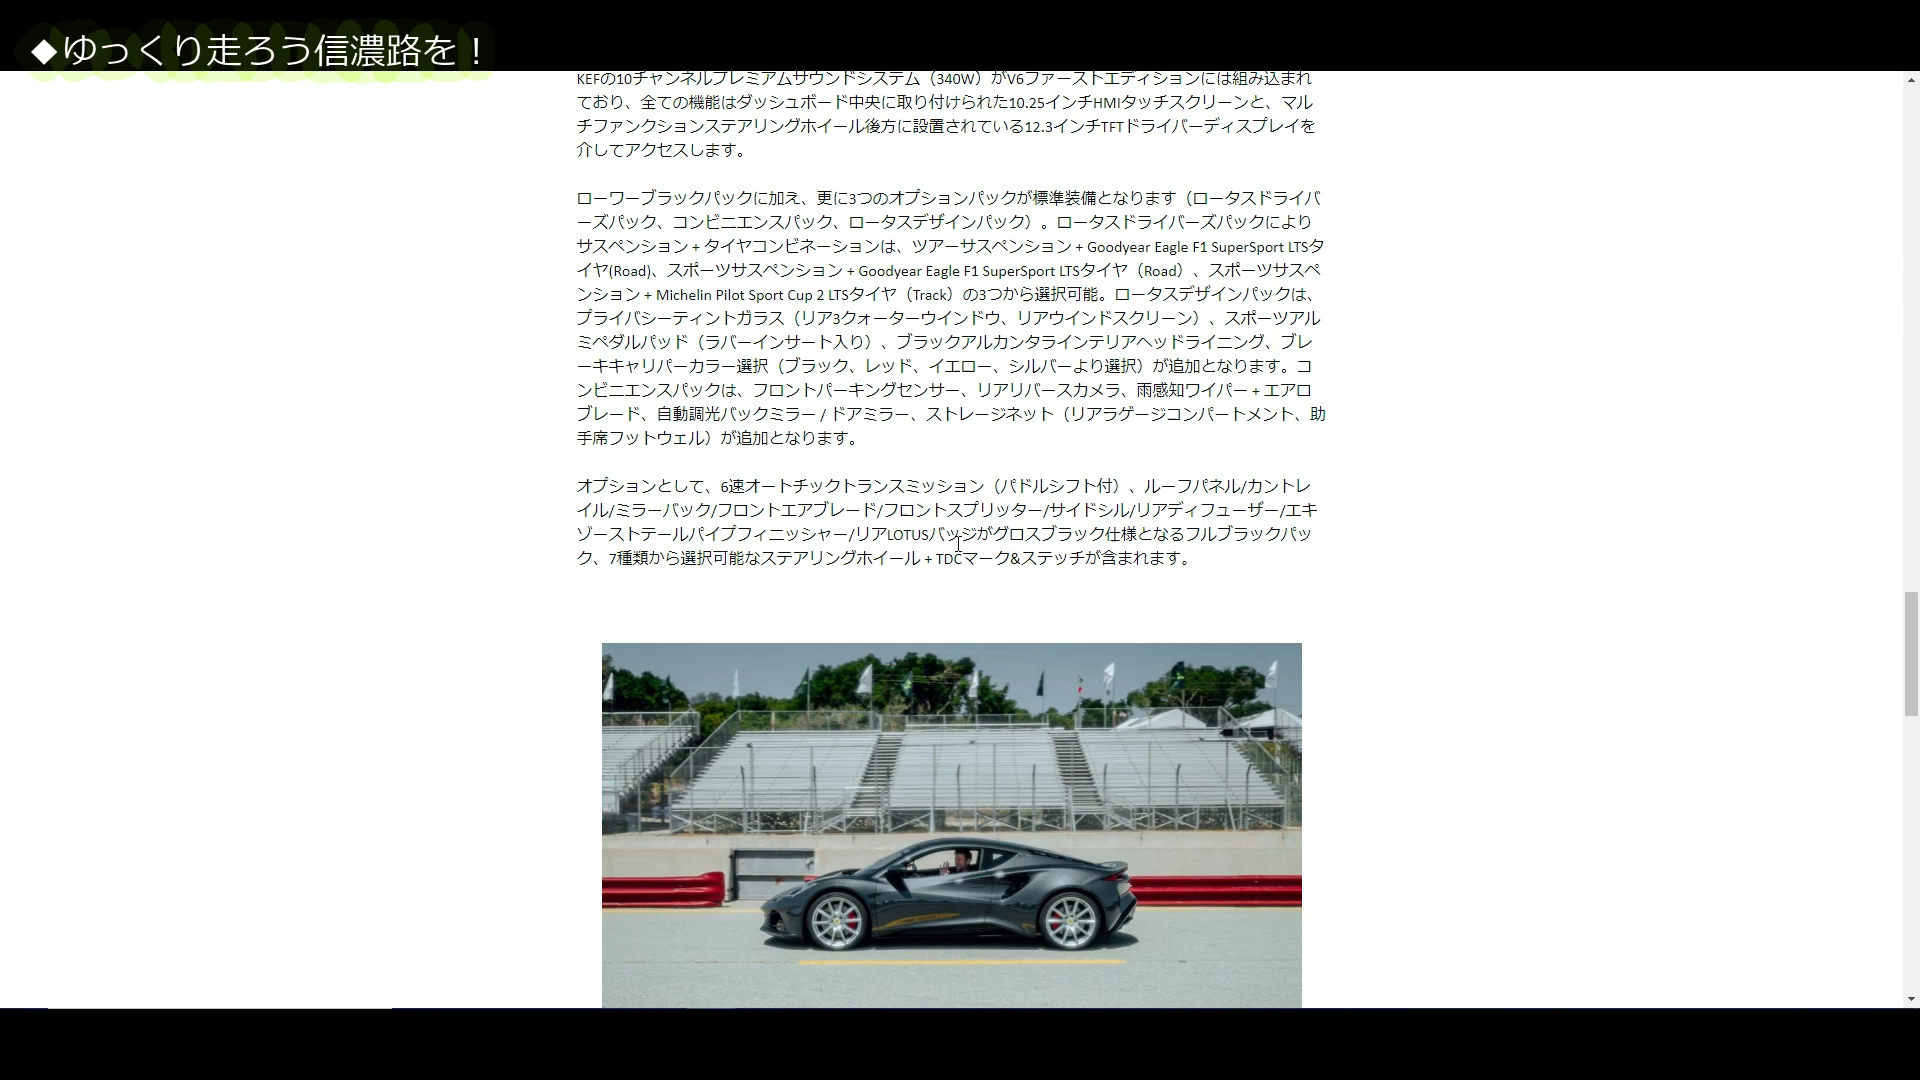 ◆ゆっくり走ろう信濃路を！
KEFの10チャンネルプレミアムサウンドシステム（340W）がV6ファーストエディションには組み込まれ
ており、全ての機能はダッシュボード中央に取り付けられた10.25インチHMIタッチスクリーンと、マル
チファンクションステアリングホイール後方に設置されている12.3インチTFTドライバーディスプレイを
介してアクセスします。
ローワーブラックパックに加え、更に3つのオプションパックが標準装備となります（ロータスドライバ
ーズパック、コンビニエンスパック、ロータスデザインパック）。ロータスドライバーズパックにより
サスペンション + タイヤコンビネーションは、ツアーサスペンション + Goodyear Eagle F1 SuperSport LTSタ
イヤ(Road)、スポーツサスペンション + Goodyear Eagle F1 SuperSport LTSタイヤ（Road）、スポーツサスペ
ンション + Michelin Pilot Sport Cup 2 LTSタイヤ（Track）の3つから選択可能。ロータスデザインパックは、
プライバシーティントガラス（リア3クォーターウインドウ、リアウインドスクリーン）、スポーツアル
ミペダルパッド（ラバーインサート入り）、ブラックアルカンタラインテリアヘッドライニング、ブレ
ーキキャリパーカラー選択（ブラック、レッド、イエロー、シルバーより選択）が追加となります。コ
ンビニエンスパックは、フロントパーキングセンサー、リアリバースカメラ、雨感知ワイパー + エアロ
ブレード、自動調光バックミラー / ドアミラー、ストレージネット（リアラゲージコンパートメント、助
手席フットウェル）が追加となります。
オプションとして、6速オートチックトランスミッション（パドルシフト付）、ルーフパネル/カントレ
イル/ミラーバック/フロントエアブレード/フロントスプリッター/サイドシル/リアディフューザー/エキ
ゾーストテールパイプフィニッシャー/リアLOTUSバッジがグロスブラック仕様となるフルブラックパッ
ク、7種類から選択可能なステアリングホイール + TDCマーク&ステッチが含まれます。